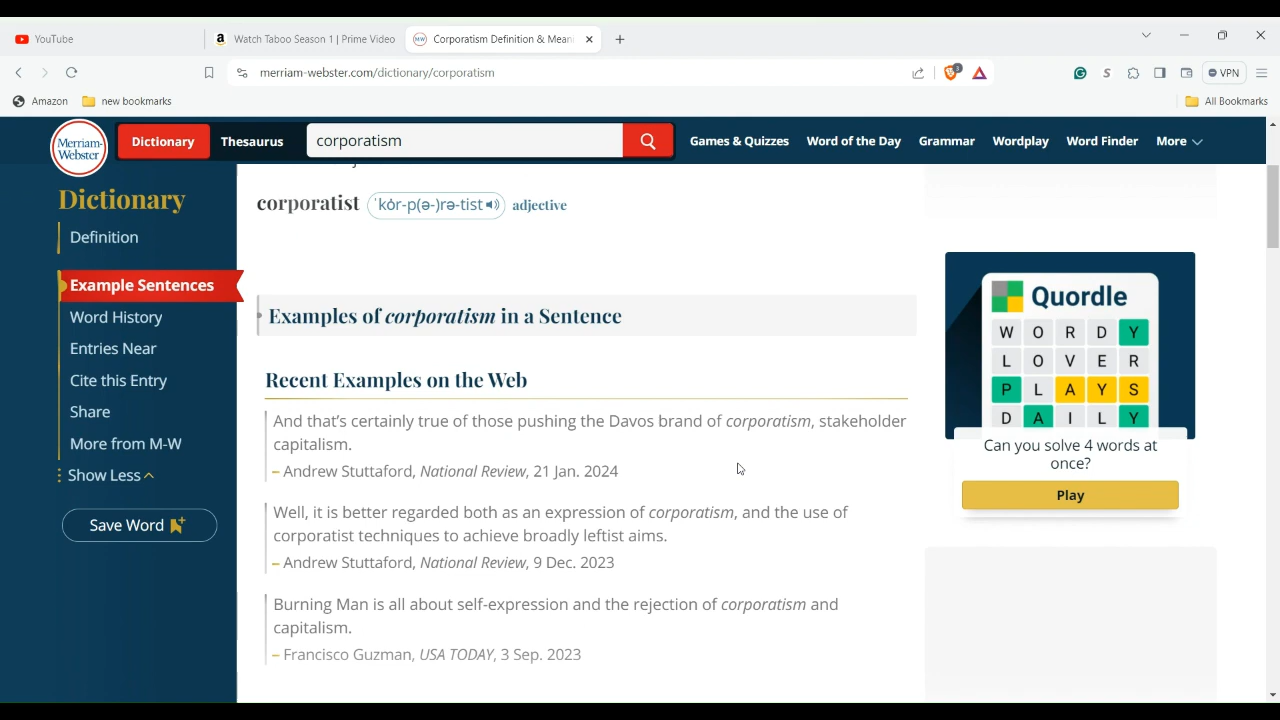 YouTube
Watch Taboo Season 1 | Prime Video
Corporatism Definition & Meani
merriam-webster.com/dictionary/corporatism
3
VPN
Amazon
new bookmarks
All Bookmarks
Merriam-
Webster
Dictionary
Thesaurus
corporatism
Games & Quizzes
Word of the Day
Grammar
Wordplay
Word Finder
More
Dictionary
Definition
Example Sentences
Word History
Entries Near
Cite this Entry
Share
More from M-W
Show Less
Save Word
corporatist ˈkȯr-p(ə-)rə-tist adjective
Examples of corporatism in a Sentence
Recent Examples on the Web
And that’s certainly true of those pushing the Davos brand of corporatism, stakeholder
capitalism.
– Andrew Stuttaford, National Review, 21 Jan. 2024
Well, it is better regarded both as an expression of corporatism, and the use of
corporatist techniques to achieve broadly leftist aims.
– Andrew Stuttaford, National Review, 9 Dec. 2023
Burning Man is all about self-expression and the rejection of corporatism and
capitalism.
– Francisco Guzman, USA TODAY, 3 Sep. 2023
Quordle
W O R D Y
L O V E R
P L A Y S
D A I L Y
Can you solve 4 words at
once?
Play